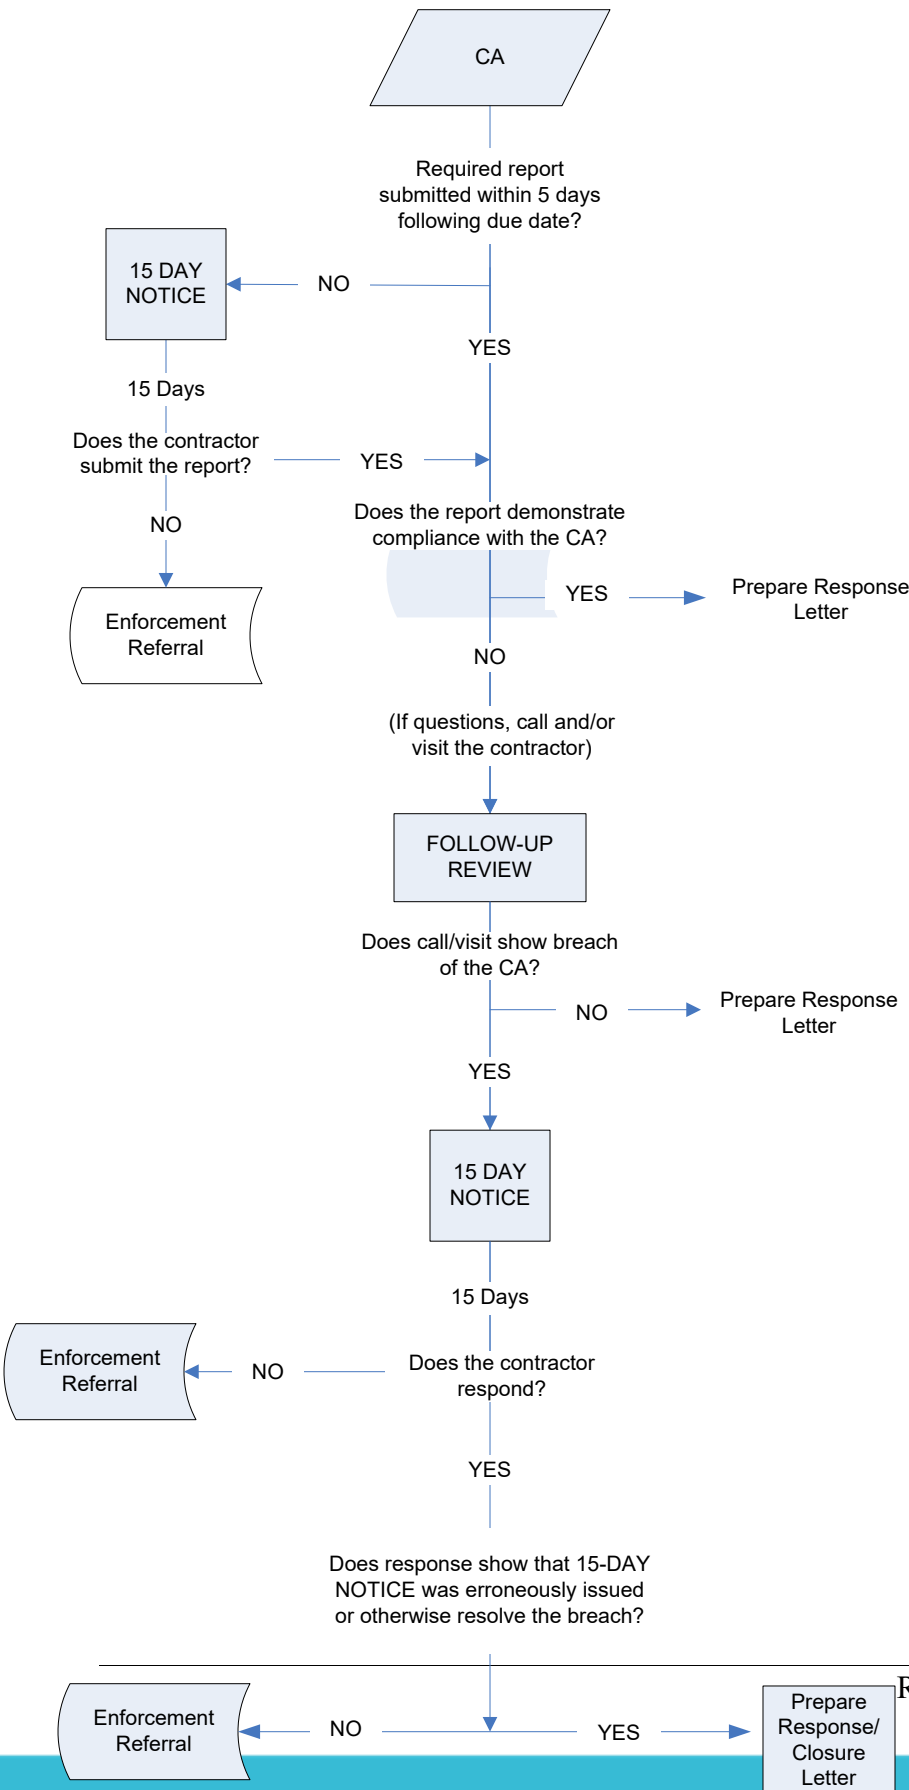 CA
Required report
submitted within 5 days
following due date?
15 DAY
NOTICE
NO
YES
15 Days
Does the contractor
submit the report?
YES
NO
Does the report demonstrate
compliance with the CA?
YES
Prepare Response
Letter
Enforcement
Referral
NO
(If questions, call and/or
visit the contractor)
FOLLOW-UP
REVIEW
Does call/visit show breach
of the CA?
NO
Prepare Response
Letter
YES
15 DAY
NOTICE
15 Days
Does the contractor
respond?
NO
Enforcement
Referral
YES
Does response show that 15-DAY
NOTICE was erroneously issued
or otherwise resolve the breach?
R
Enforcement
Referral
NO
YES
Prepare
Response/
Closure
Letter